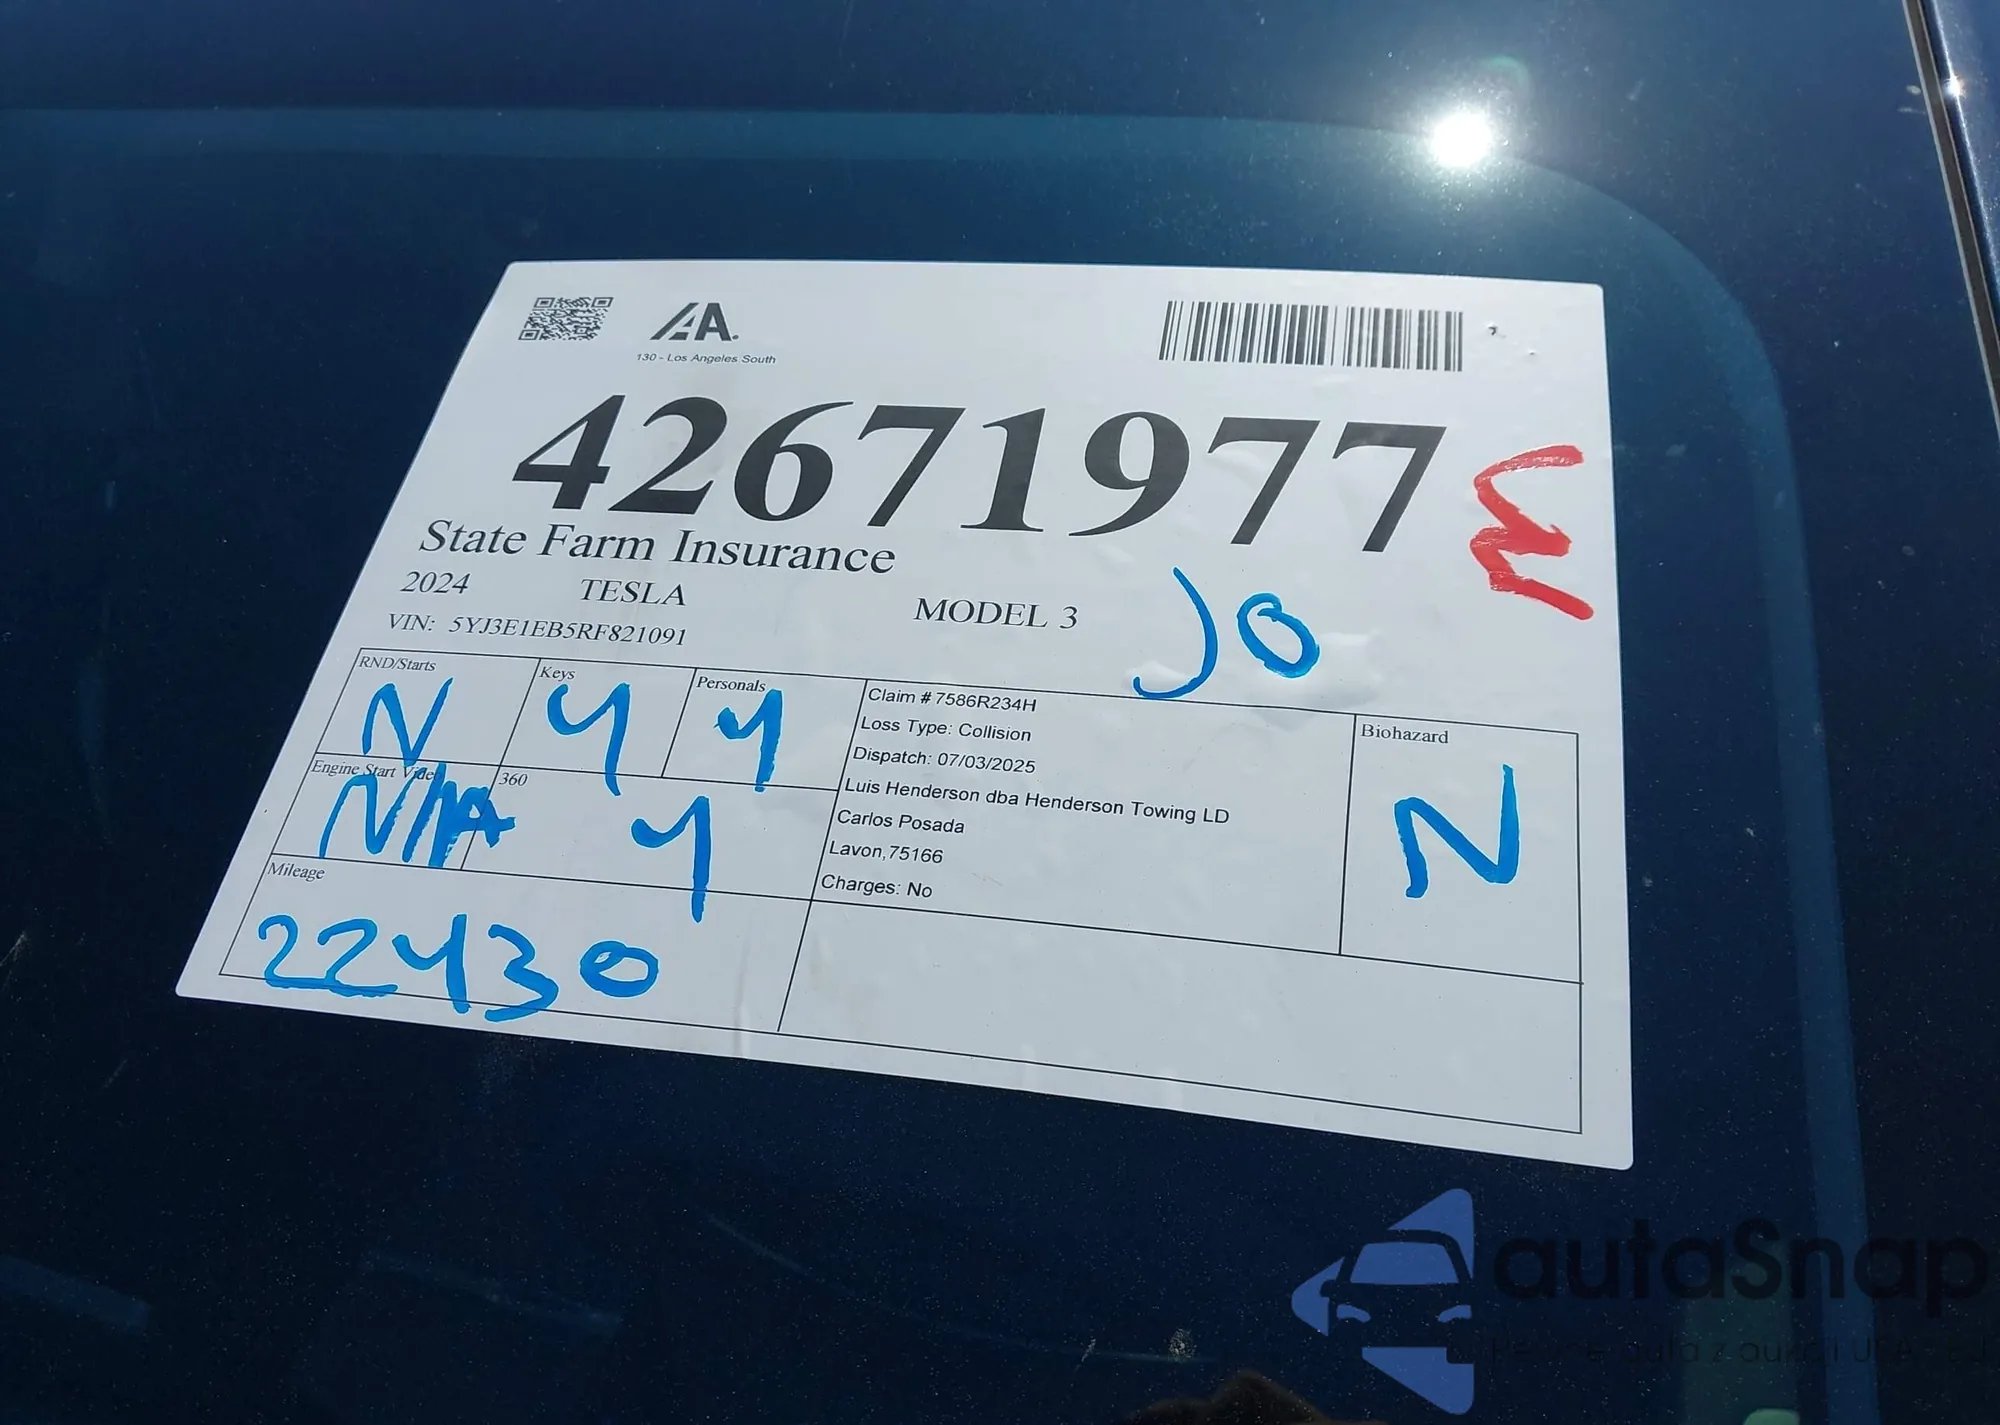 IAA
130 - Los Angeles South
42671977
State Farm Insurance
2024 TESLA MODEL 3
JO
VIN: 5YJ3E1EB5RF821091
RND/Starts
N
Keys
Y
Personals
Y
Engine Start Video
N/A
360
Y
Mileage
22430
Claim # 7586R234H
Loss Type: Collision
Dispatch: 07/03/2025
Luis Henderson dba Henderson Towing LD
Carlos Posada
Lavon,75166
Charges: No
Biohazard
N
autaSnap